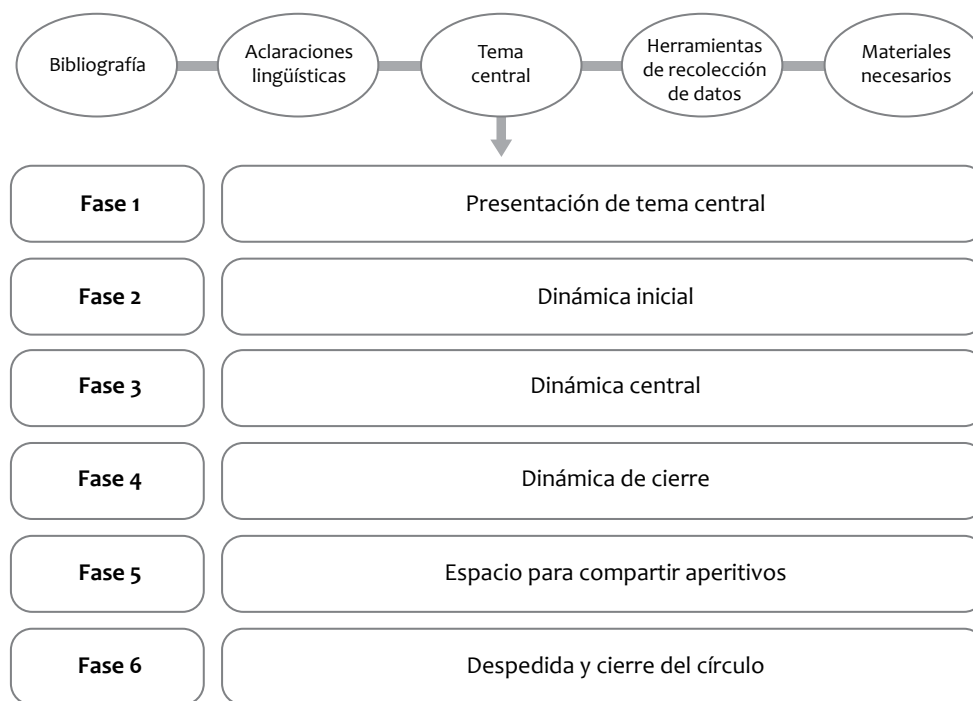 Bibliografía
Aclaraciones
lingüísticas
Tema
central
Herramientas
de recolección
de datos
Materiales
necesarios
Fase 1
Presentación de tema central
Fase 2
Dinámica inicial
Fase 3
Dinámica central
Fase 4
Dinámica de cierre
Fase 5
Espacio para compartir aperitivos
Fase 6
Despedida y cierre del círculo